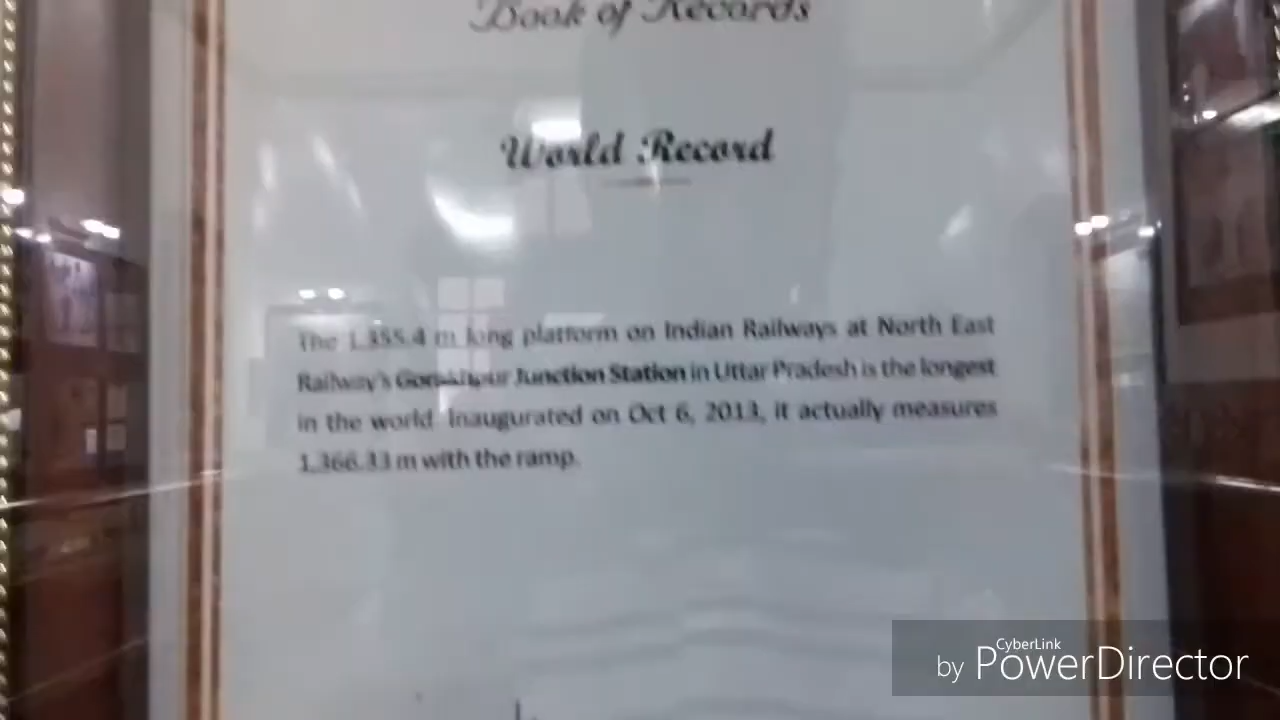 Book of Records
World Record
The 1,355.4 m long platform on Indian Railways at North East
Railway's Gorakhpur Junction Station in Uttar Pradesh is the longest
in the world. Inaugurated on Oct 6, 2013, it actually measures
1,366.33 m with the ramp.
CyberLink
by PowerDirector